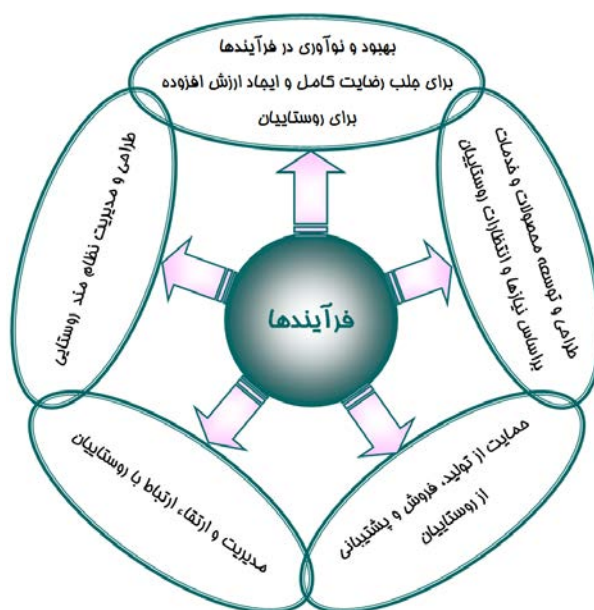 بهبود و نوآوری در فرآیندها
برای جلب رضایت کامل و ایجاد ارزش افزوده
برای روستاییان
طراحی و توسعه محصولات و خدمات
براساس نیازها و انتظارات روستاییان
حمایت از تولید، فروش و پشتیبانی
از روستاییان
مدیریت و ارتقاء ارتباط با روستاییان
طراحی و مدیریت نظام مند روستایی
فرآیندها